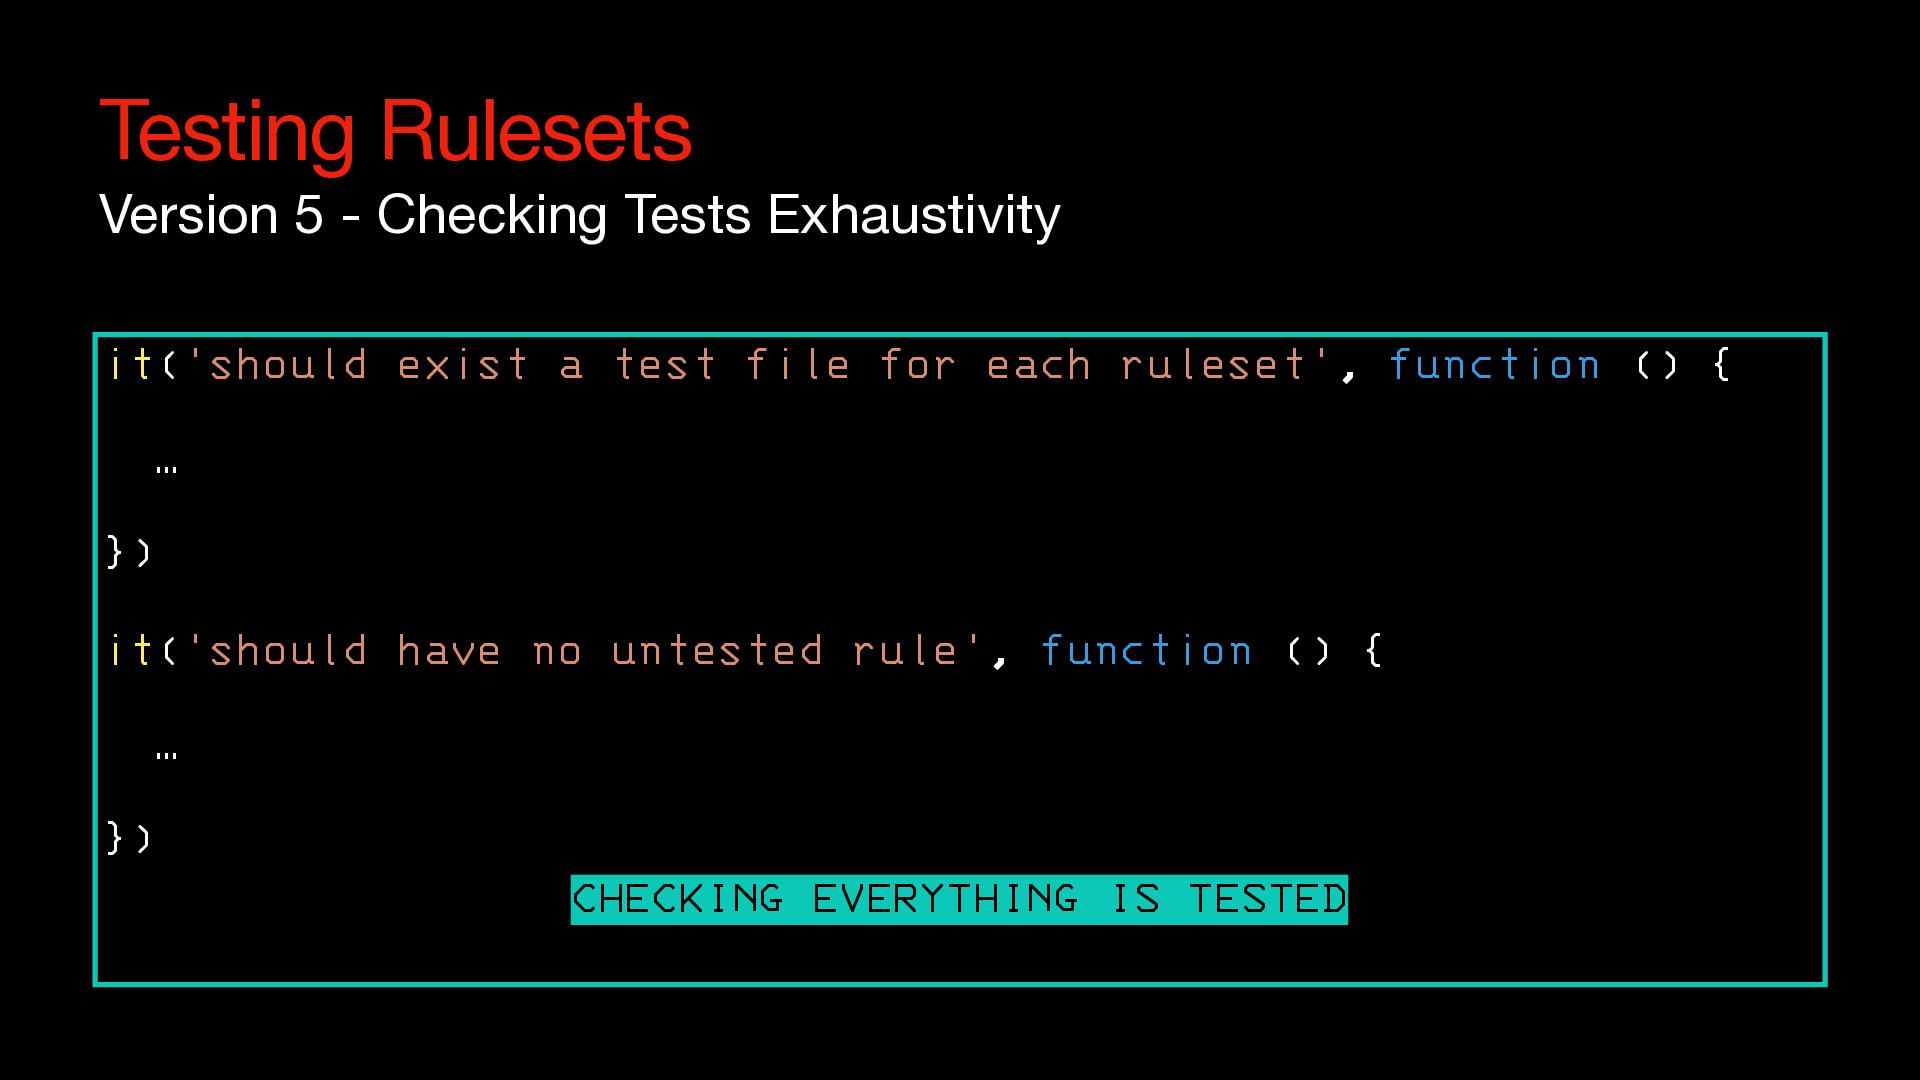 Testing Rulesets
Version 5 - Checking Tests Exhaustivity
it('should exist a test file for each ruleset', function () {
…
})
it('should have no untested rule', function () {
…
})
CHECKING EVERYTHING IS TESTED